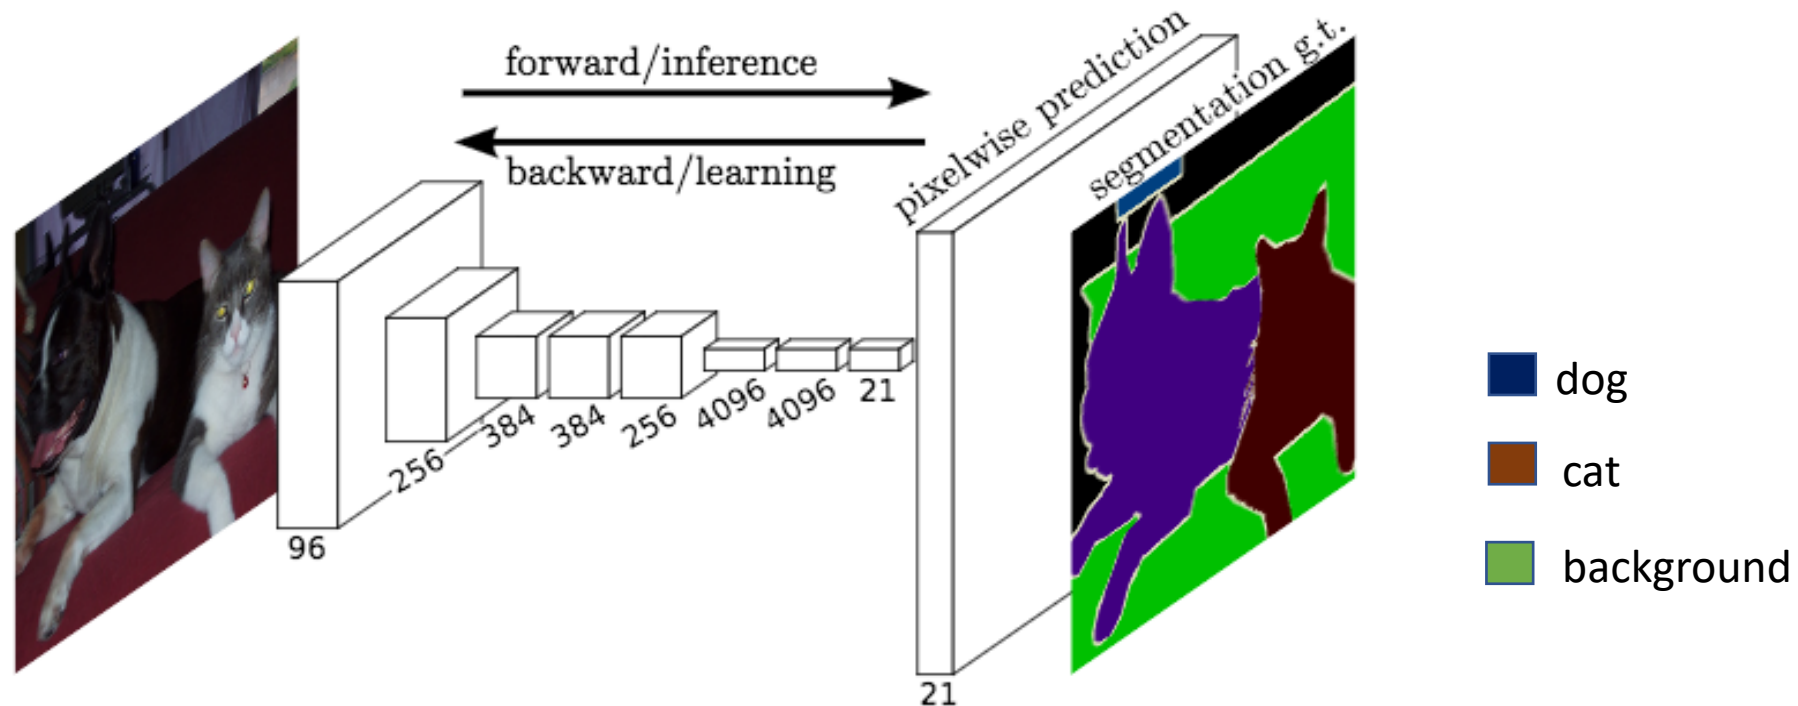 forward/inference
backward/learning
pixelwise prediction
segmentation g.t.
96
256
384
384
256
4096
4096
21
21
dog
cat
background